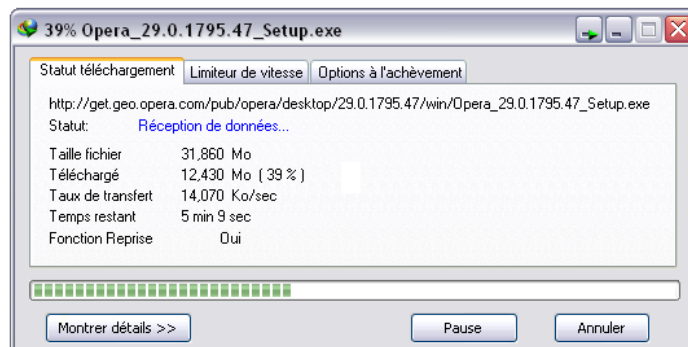 39% Opera_29.0.1795.47_Setup.exe
Statut téléchargement Limiteur de vitesse Options à l'achèvement
http://get.geo.opera.com/pub/opera/desktop/29.0.1795.47/win/Opera_29.0.1795.47_Setup.exe
Statut: Réception de données...
Taille fichier 31,860 Mo
Téléchargé 12,430 Mo ( 39 % )
Taux de transfert 14,070 Ko/sec
Temps restant 5 min 9 sec
Fonction Reprise Oui
Montrer détails >> Pause Annuler